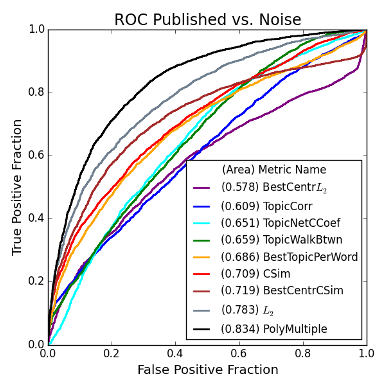 ROC Published vs. Noise
True Positive Fraction
1.0
0.8
0.6
0.4
0.2
0.0
(Area) Metric Name
(0.578) BestCentrL₂
(0.609) TopicCorr
(0.651) TopicNetCCoef
(0.659) TopicWalkBtwn
(0.686) BestTopicPerWord
(0.709) CSim
(0.719) BestCentrCSim
(0.783) L₂
(0.834) PolyMultiple
0.0 0.2 0.4 0.6 0.8 1.0
False Positive Fraction